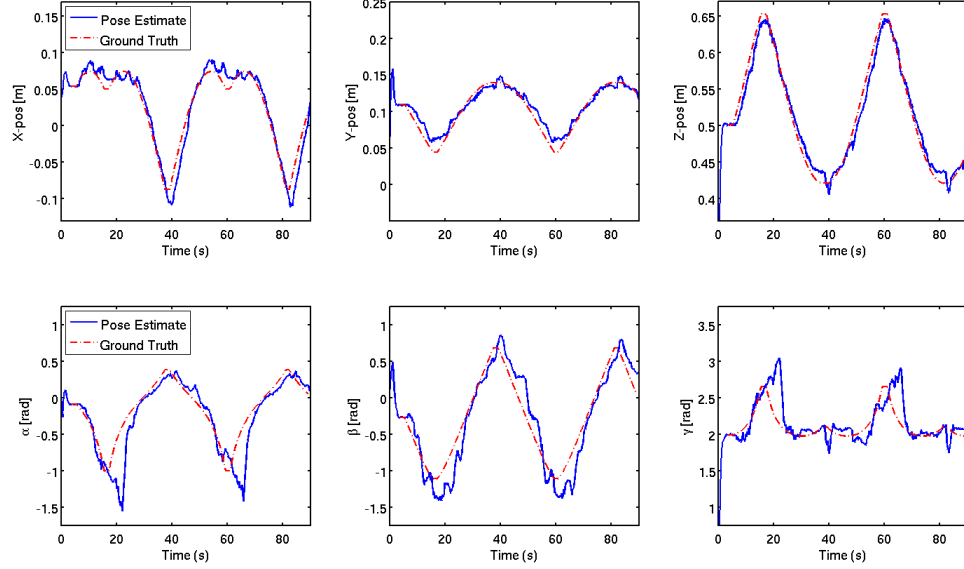 0.15
0.1
0.05
0
-0.05
-0.1
X-pos [m]
Pose Estimate
Ground Truth
0 20 40 60 80
Time (s)
0.25
0.2
0.15
0.1
0.05
0
Y-pos [m]
0 20 40 60 80
Time (s)
0.65
0.6
0.55
0.5
0.45
0.4
Z-pos [m]
0 20 40 60 80
Time (s)
1
0.5
0
-0.5
-1
-1.5
α [rad]
Pose Estimate
Ground Truth
0 20 40 60 80
Time (s)
1
0.5
0
-0.5
-1
-1.5
β [rad]
0 20 40 60 80
Time (s)
3.5
3
2.5
2
1.5
1
γ [rad]
0 20 40 60 80
Time (s)